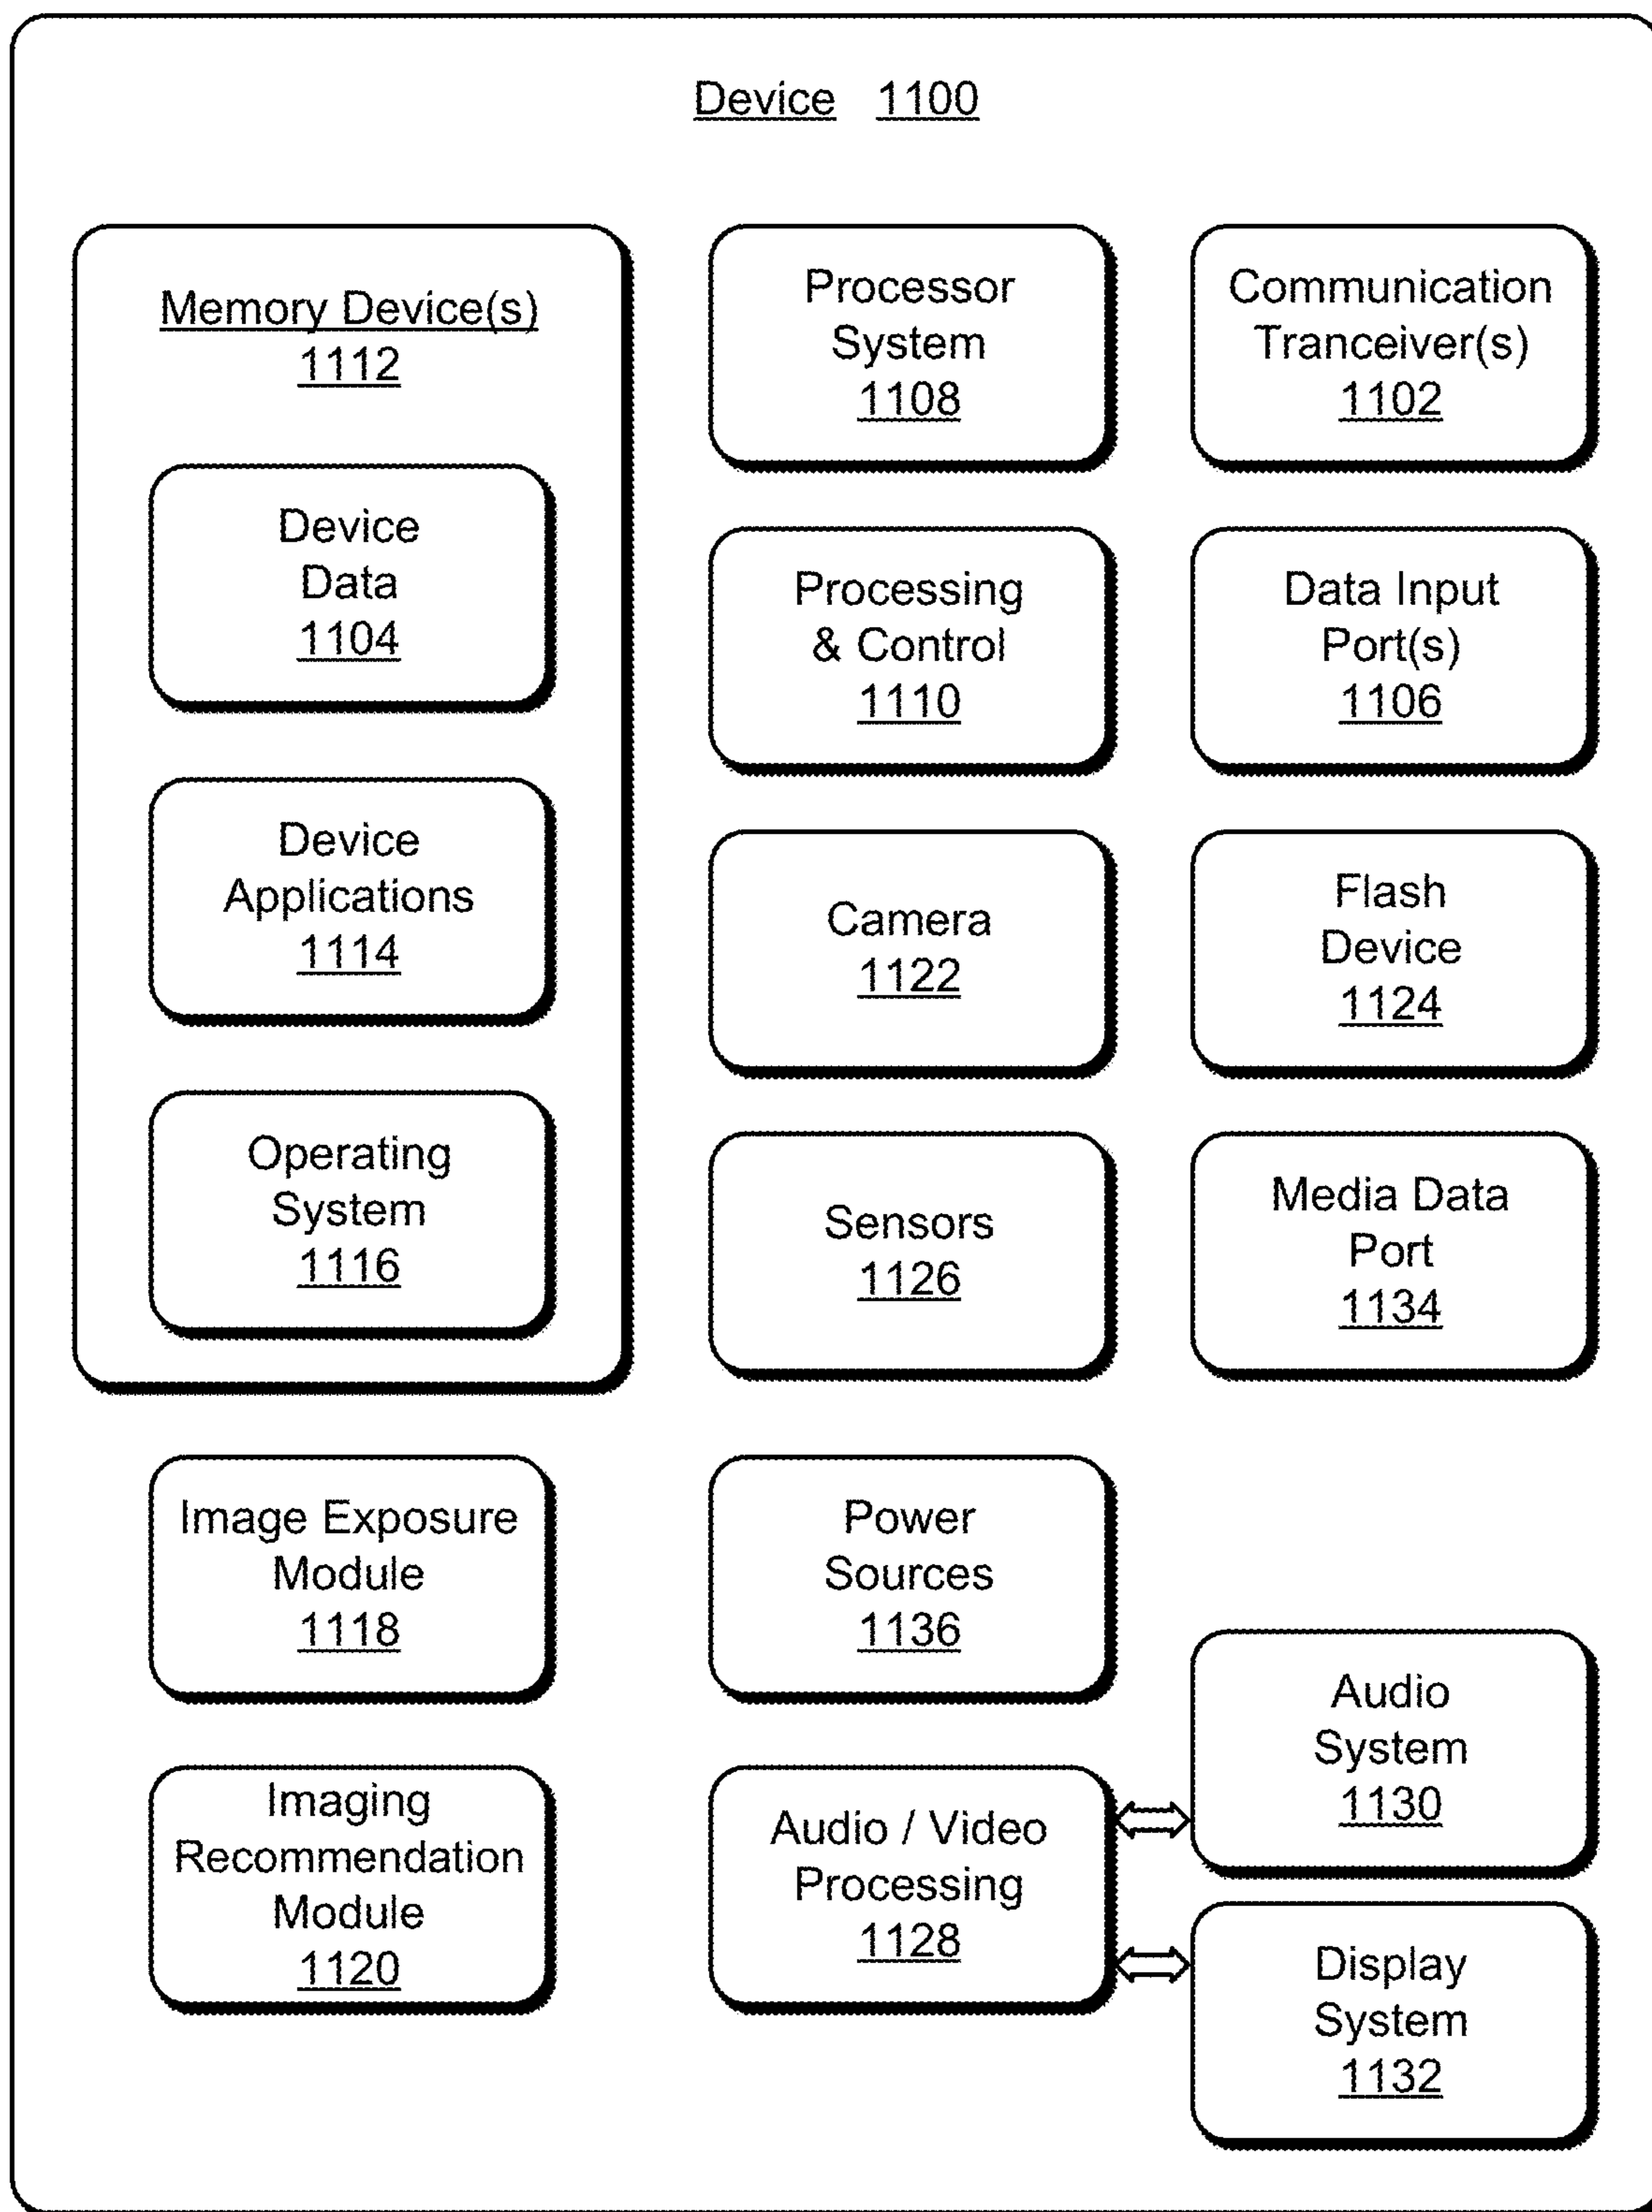 Device 1100
Memory Device(s)
1112
Device
Data
1104
Device
Applications
1114
Operating
System
1116
Image Exposure
Module
1118
Imaging
Recommendation
Module
1120
Processor
System
1108
Processing
& Control
1110
Camera
1122
Sensors
1126
Power
Sources
1136
Audio / Video
Processing
1128
Communication
Tranceiver(s)
1102
Data Input
Port(s)
1106
Flash
Device
1124
Media Data
Port
1134
Audio
System
1130
Display
System
1132